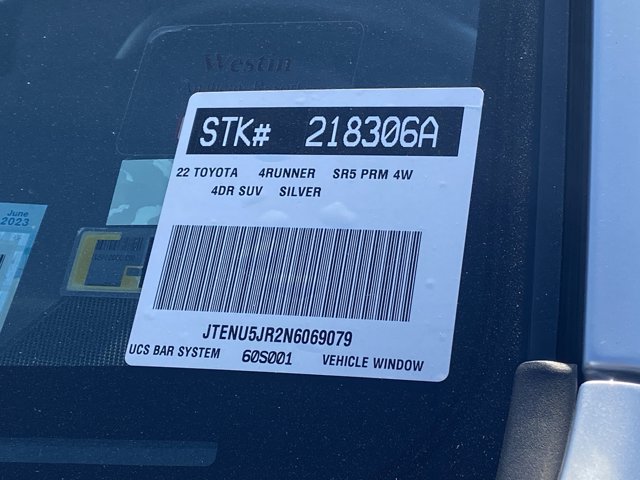 Westin
STK# 218306A
22 TOYOTA 4RUNNER SR5 PRM 4W
4DR SUV SILVER
June
2023
JTENU5JR2N6069079
UCS BAR SYSTEM 60S001 VEHICLE WINDOW